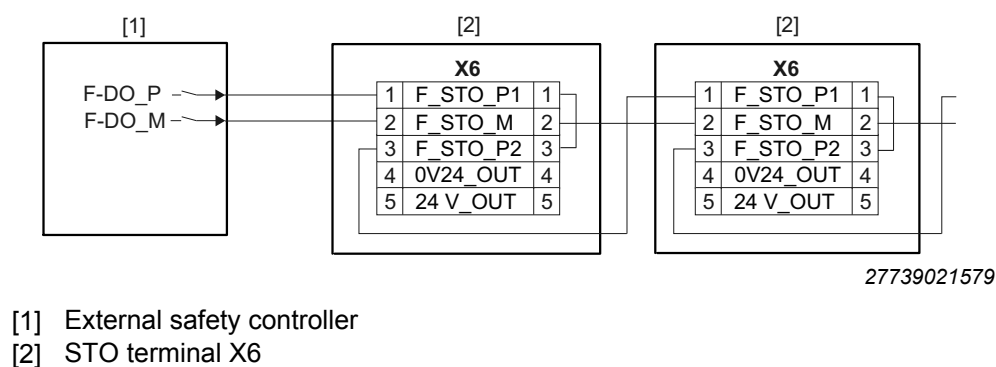 [1] [2] [2]
X6 X6
F-DO_P 1 F_STO_P1 1 1 F_STO_P1 1
F-DO_M 2 F_STO_M 2 2 F_STO_M 2
3 F_STO_P2 3 3 F_STO_P2 3
4 0V24_OUT 4 4 0V24_OUT 4
5 24 V_OUT 5 5 24 V_OUT 5
27739021579
[1] External safety controller
[2] STO terminal X6